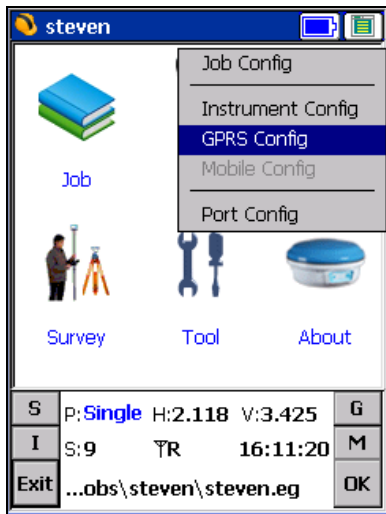 steven
Job Config
Instrument Config
GPRS Config
Mobile Config
Port Config
Job
Survey Tool About
S P:Single H:2.118 V:3.425 G
I S:9 R 16:11:20 M
Exit ...obs\steven\steven.eg OK